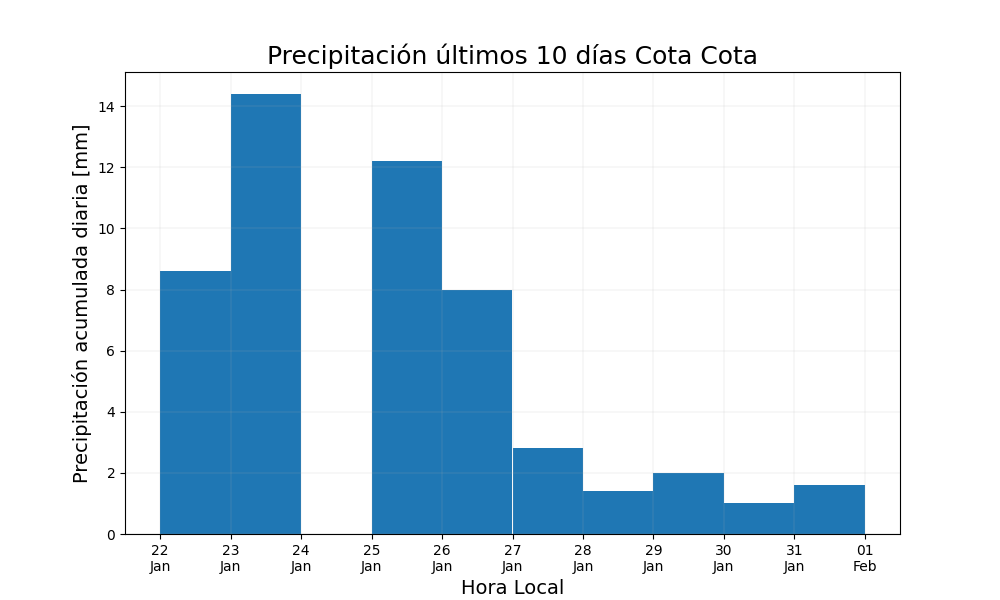 Precipitación últimos 10 días Cota Cota
Precipitación acumulada diaria [mm]
14
12
10
8
6
4
2
0
22 23 24 25 26 27 28 29 30 31 01
Jan Jan Jan Jan Jan Jan Jan Jan Jan Jan Feb
Hora Local